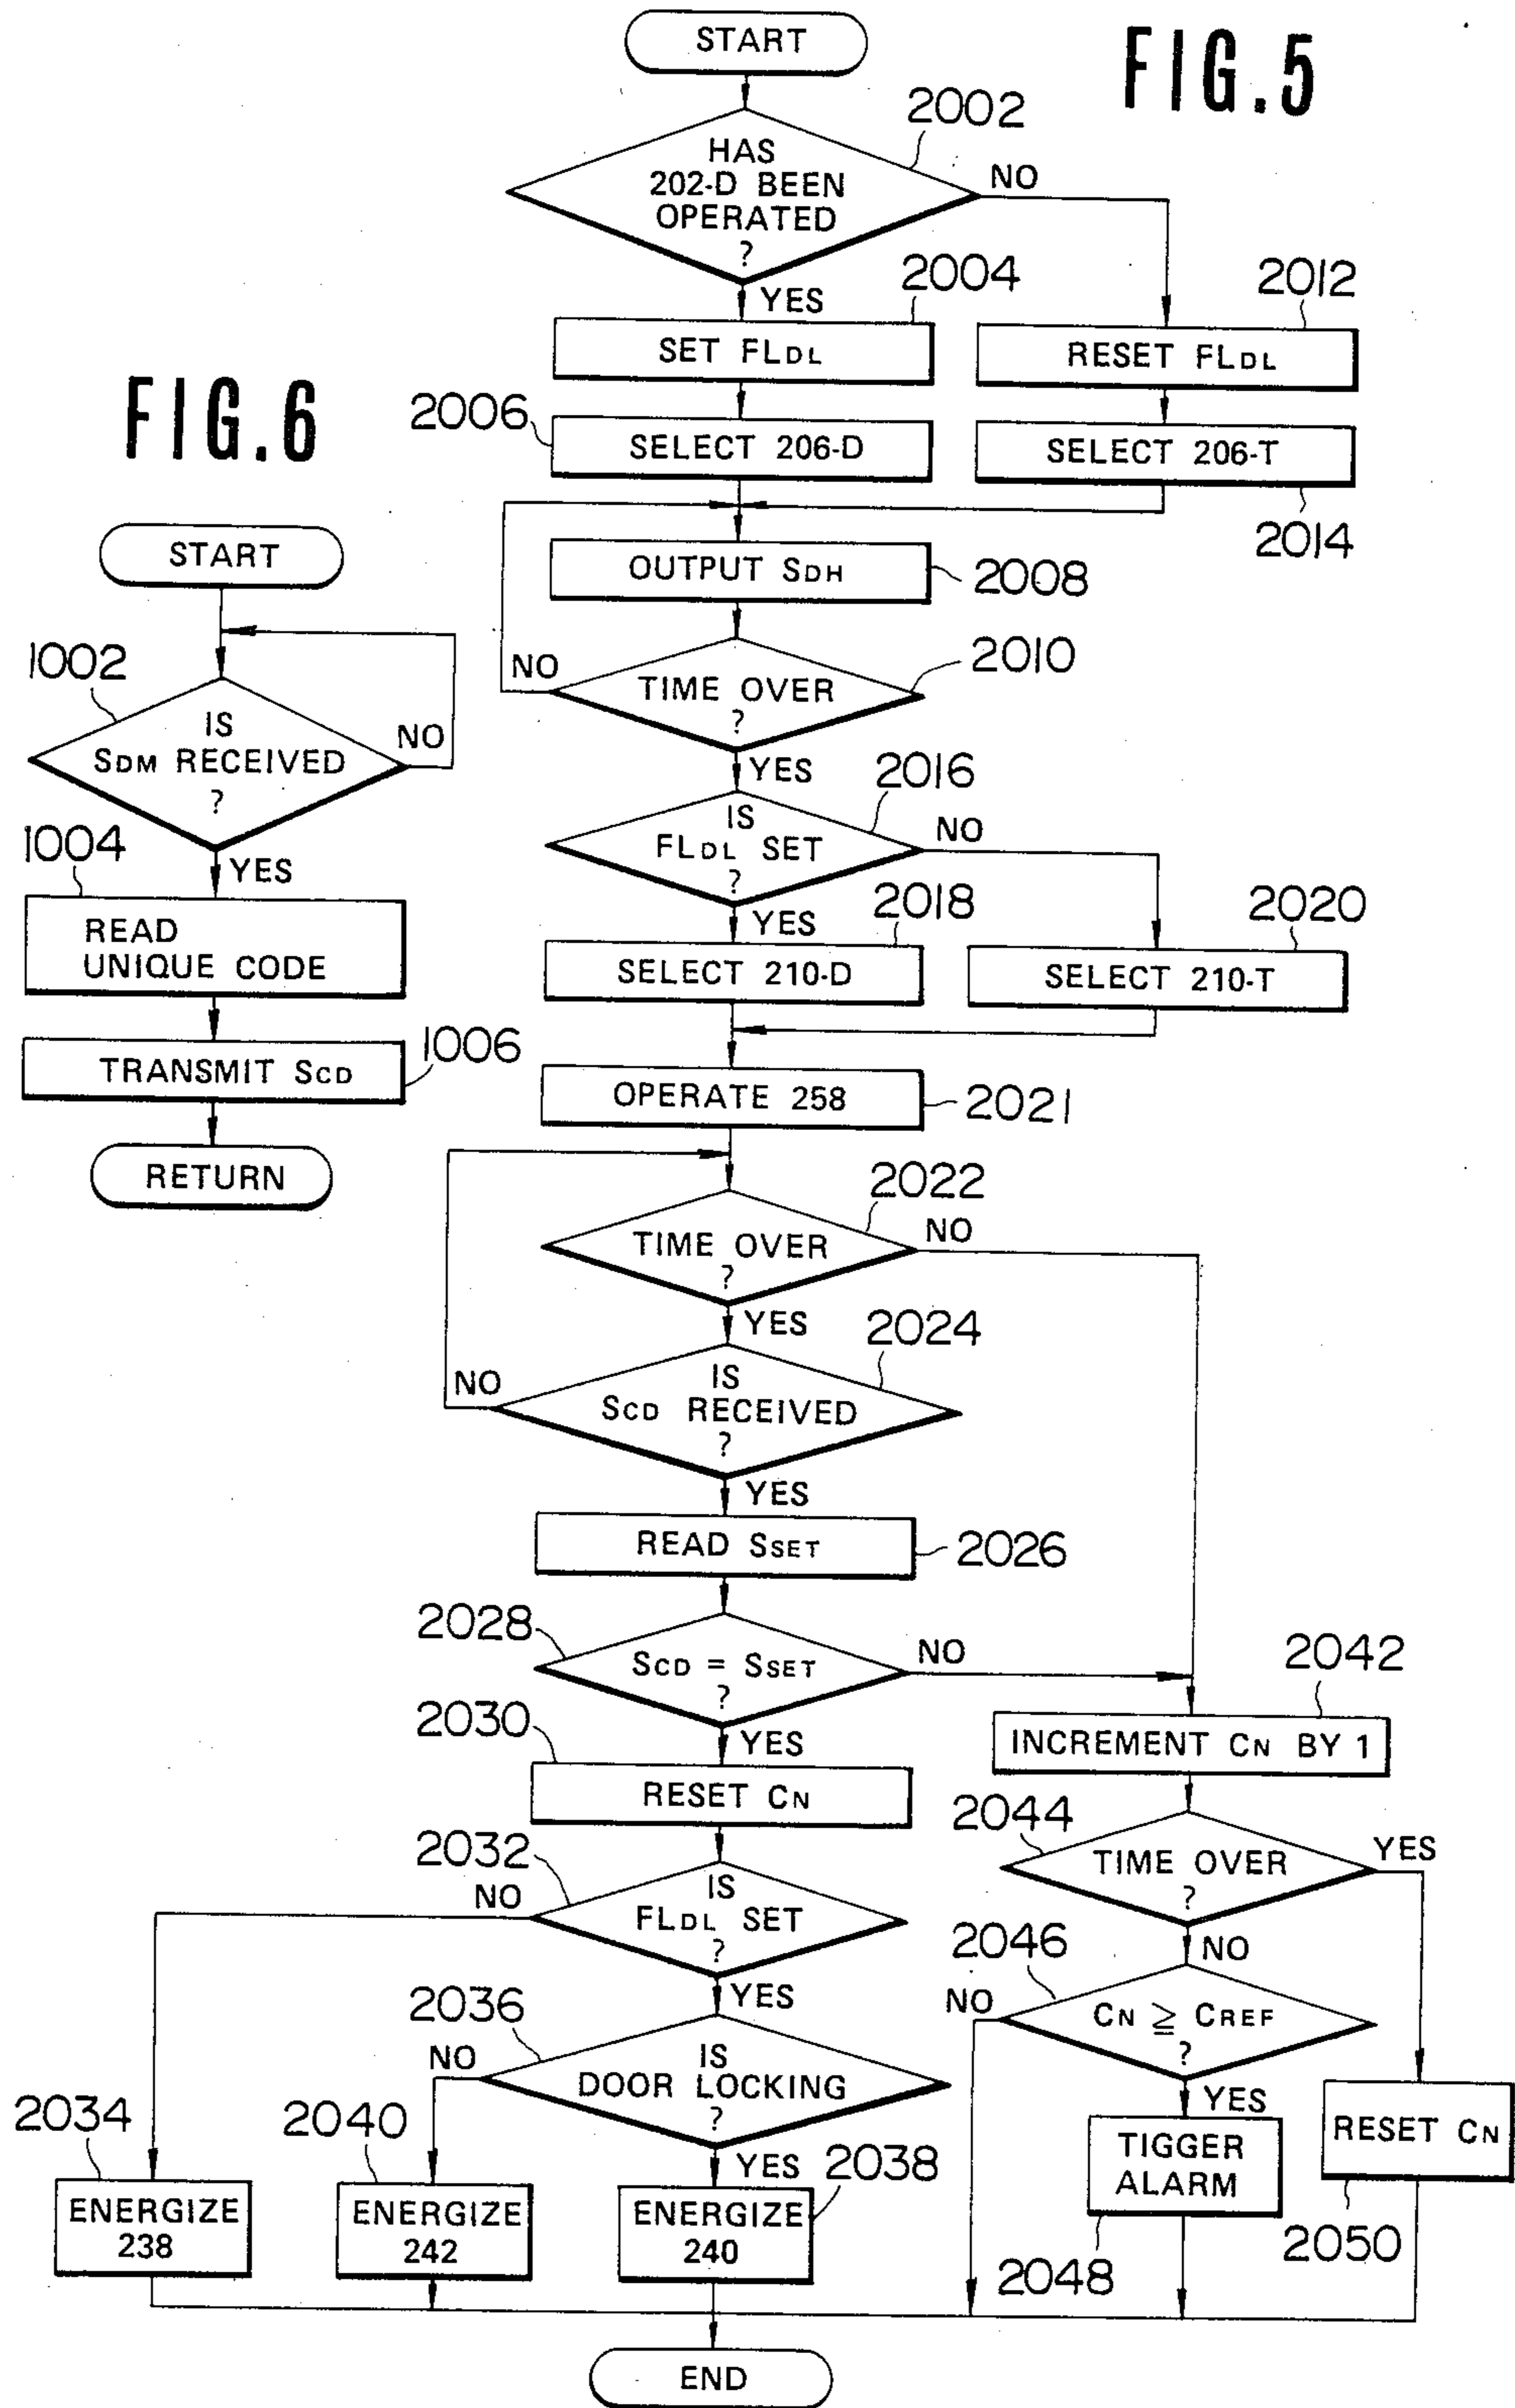 FIG.5
START
2002
HAS
202-D BEEN
OPERATED
?
NO
YES
2004
SET FLDL
2012
RESET FLDL
2006
SELECT 206-D
SELECT 206-T
2014
OUTPUT SDH
2008
2010
TIME OVER
?
NO
YES
2016
IS
FLDL SET
?
NO
YES
2018
SELECT 210-D
2020
SELECT 210-T
OPERATE 258
2021
2022
TIME OVER
?
NO
YES
2024
IS
SCD RECEIVED
?
NO
YES
READ SSET
2026
2028
SCD = SSET
?
NO
YES
2030
RESET CN
2042
INCREMENT CN BY 1
2032
IS
FLDL SET
?
NO
YES
2044
TIME OVER
?
YES
NO
2036
IS
DOOR LOCKING
?
NO
YES
2046
CN ≧ CREF
?
NO
YES
2034
ENERGIZE
238
2040
ENERGIZE
242
2038
ENERGIZE
240
TIGGER
ALARM
2048
RESET CN
2050
END
FIG.6
START
1002
IS
SDM RECEIVED
?
NO
YES
1004
READ
UNIQUE CODE
TRANSMIT SCD
1006
RETURN